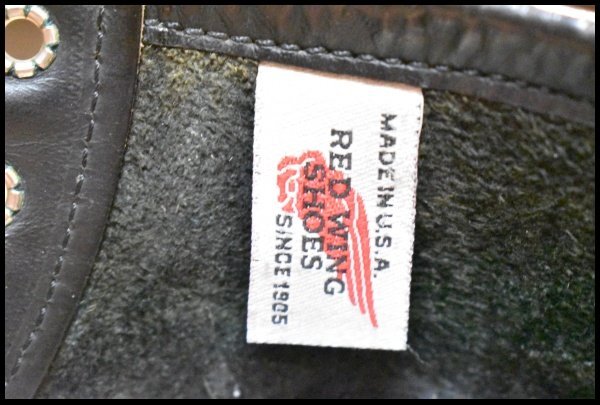 MADE IN U.S.A.
RED WING
SHOES
SINCE 1905